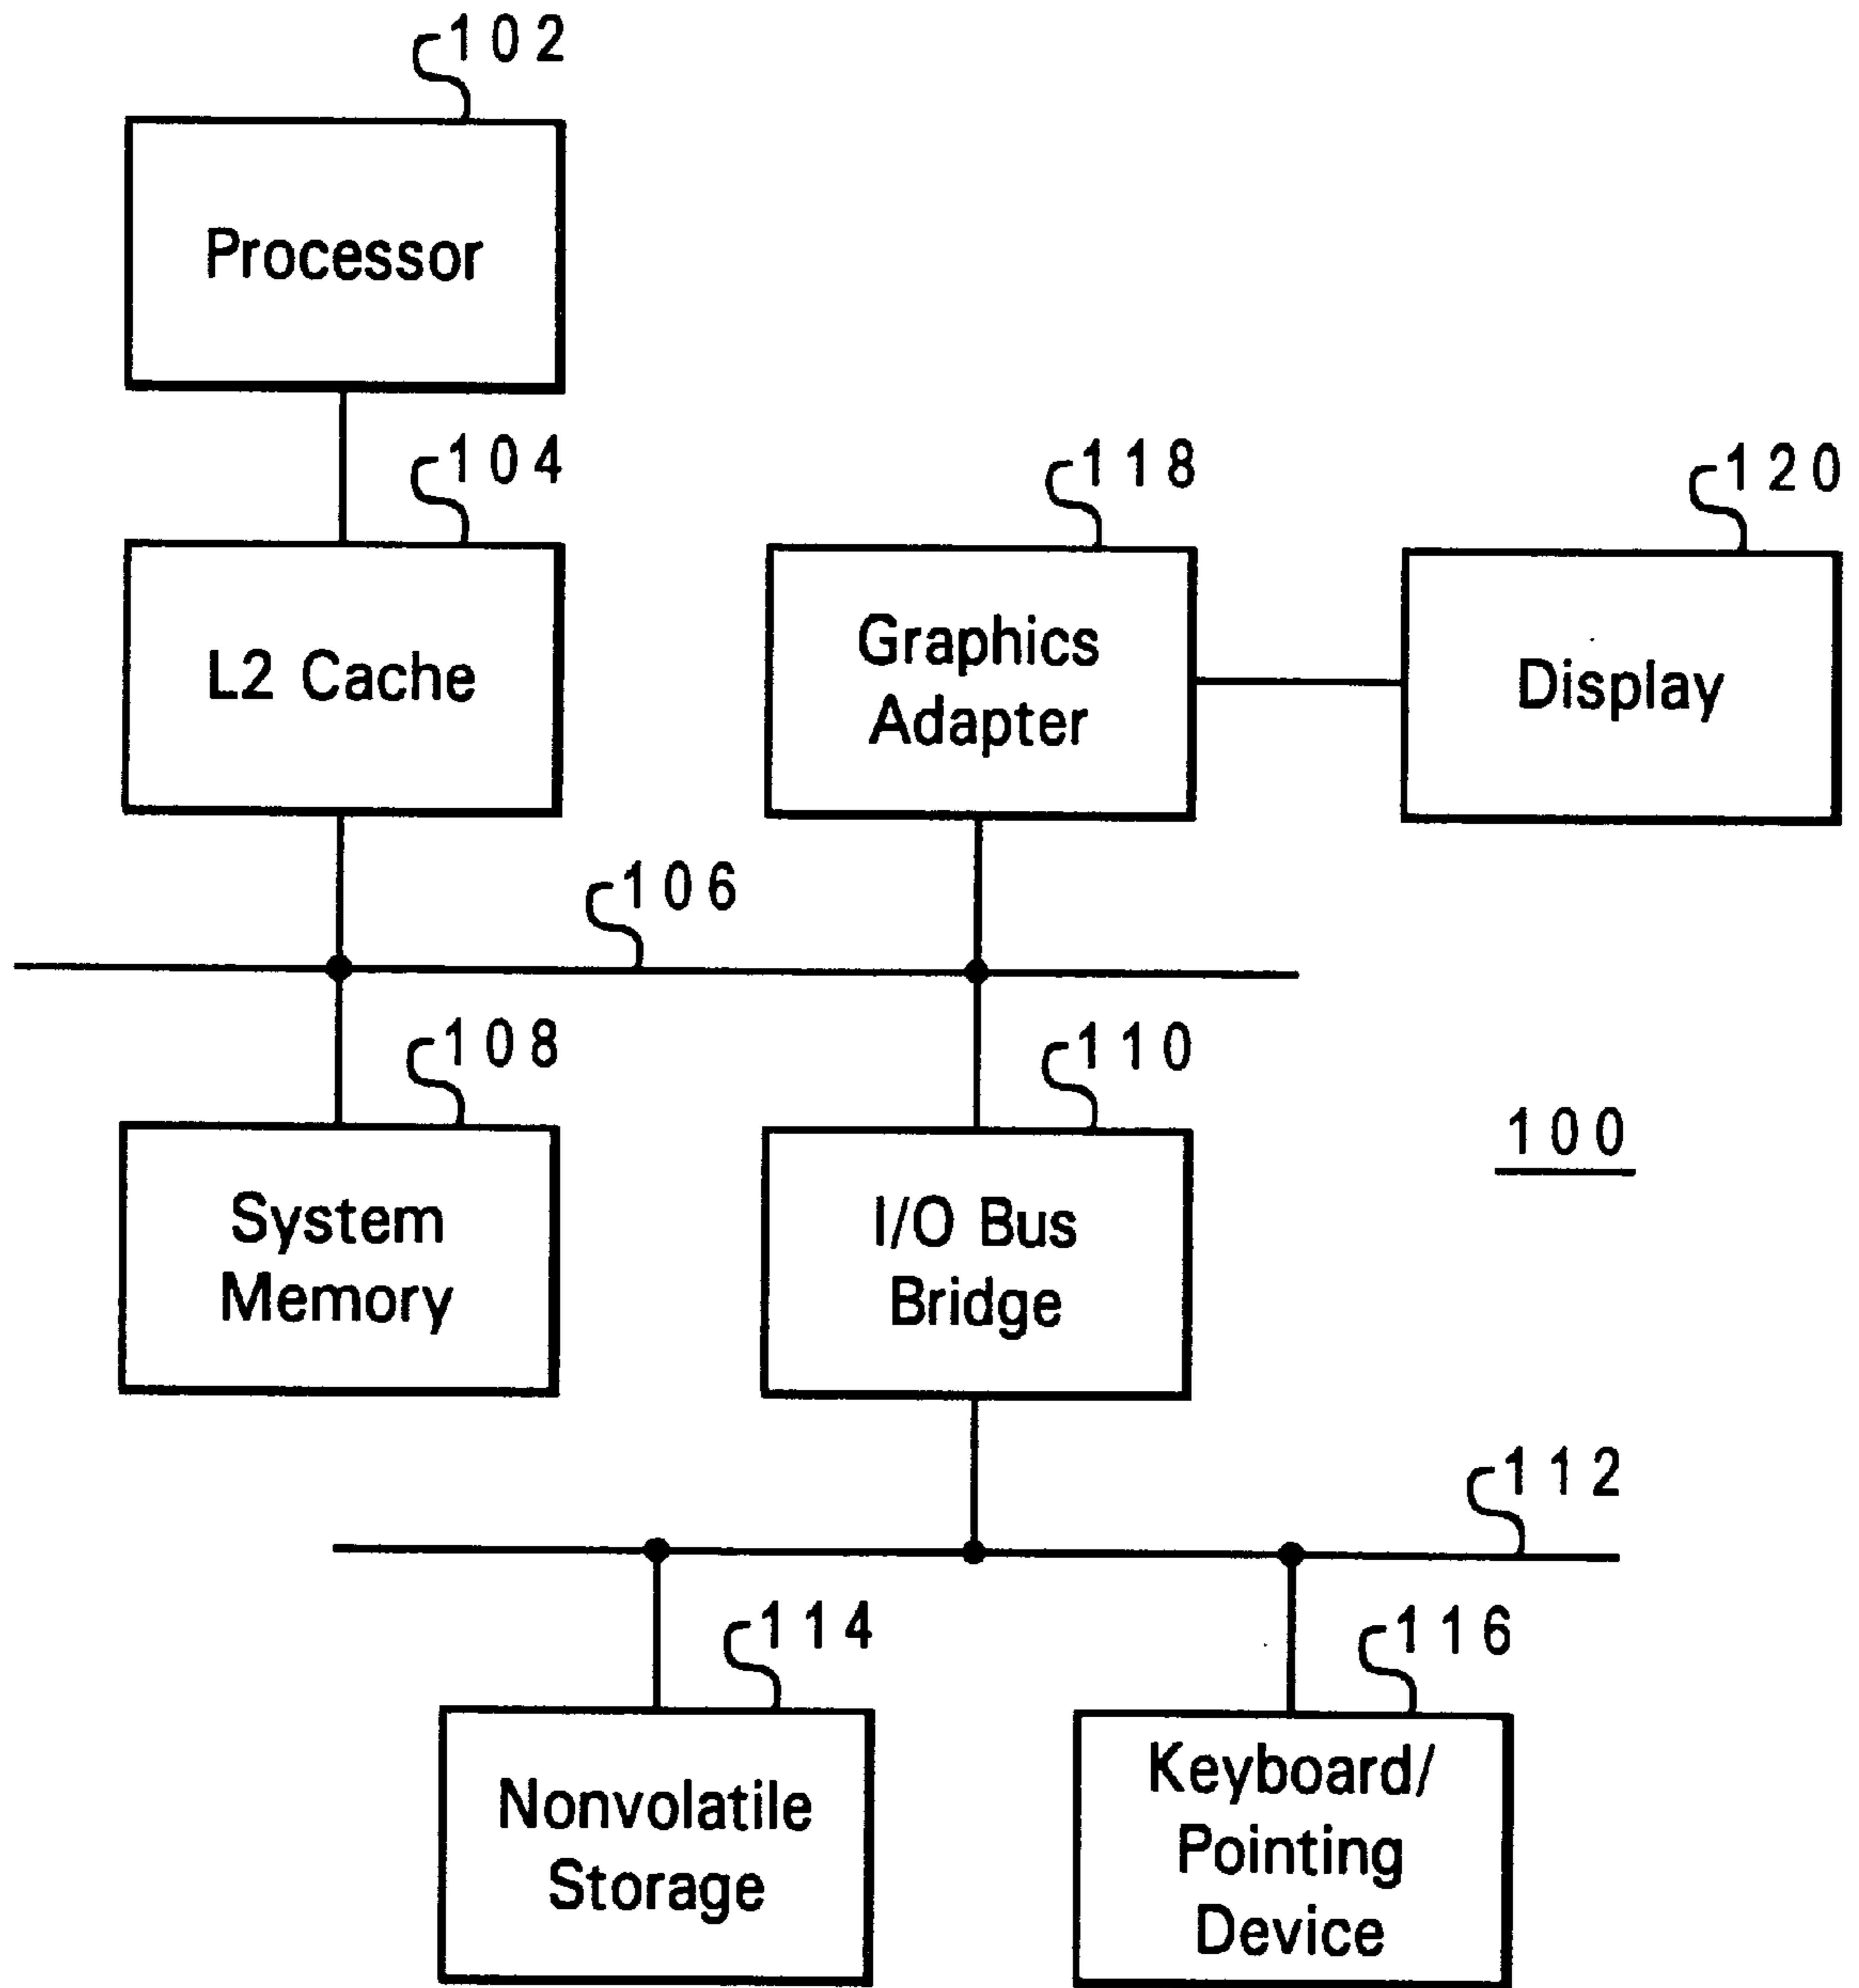 102
Processor
104
L2 Cache
118
Graphics
Adapter
120
Display
106
108
System
Memory
110
I/O Bus
Bridge
100
112
114
Nonvolatile
Storage
116
Keyboard/
Pointing
Device